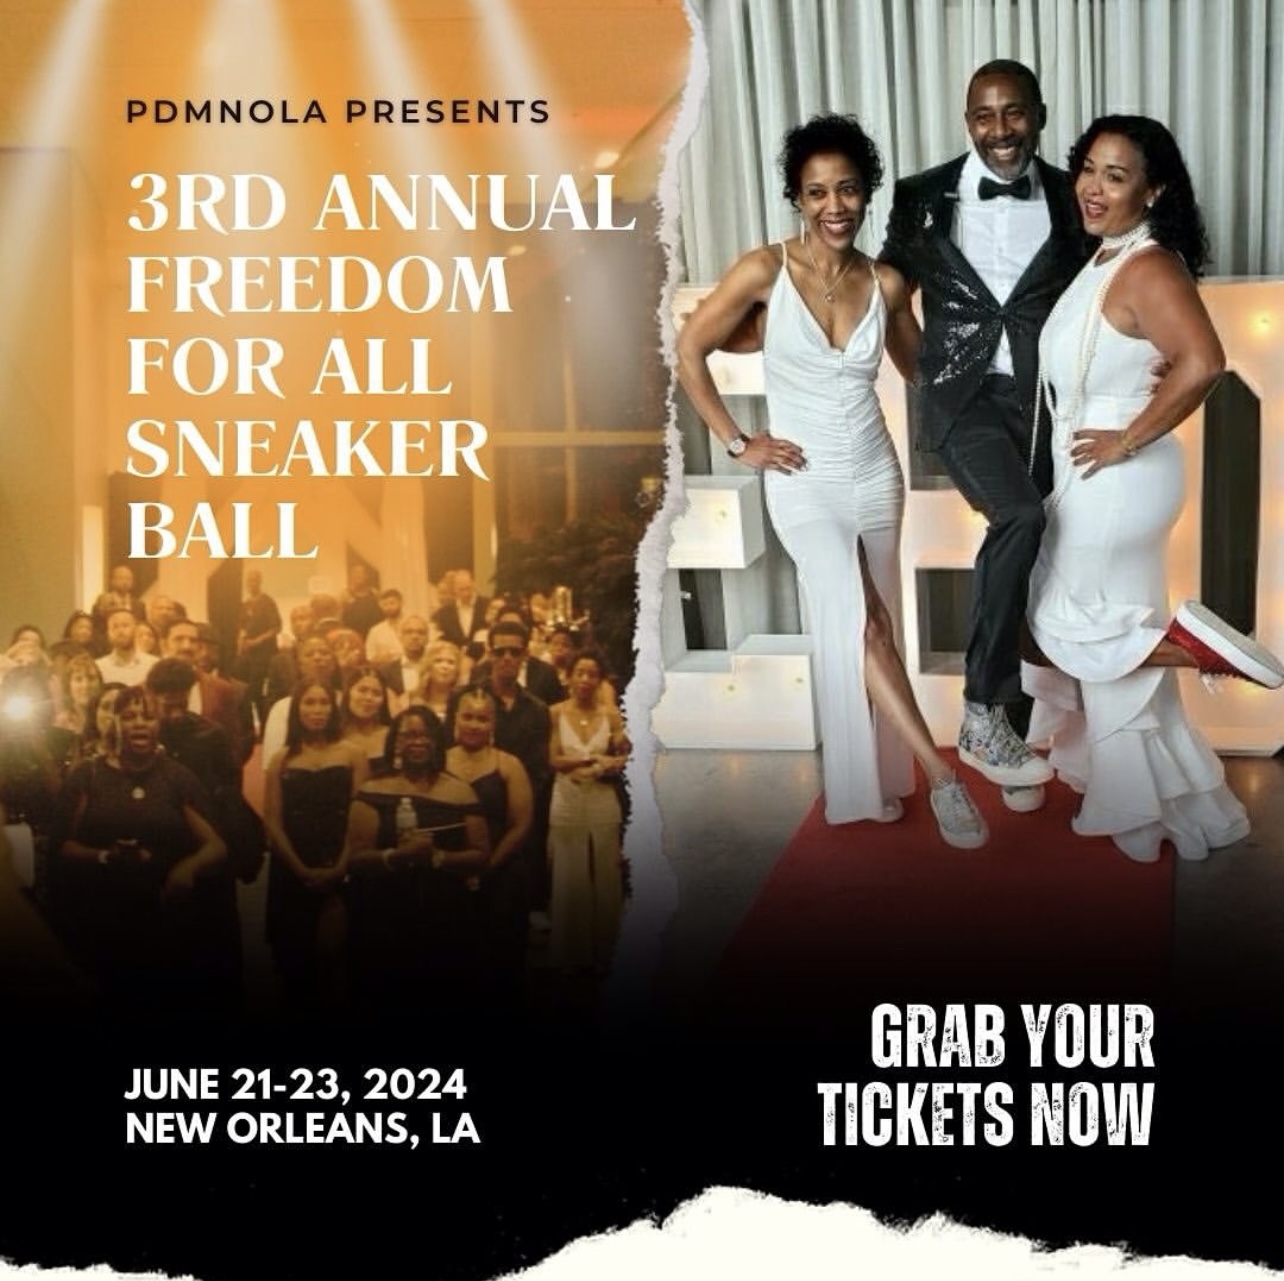 PDMNOLA PRESENTS
3RD ANNUAL
FREEDOM
FOR ALL
SNEAKER
BALL
JUNE 21-23, 2024
NEW ORLEANS, LA
GRAB YOUR
TICKETS NOW